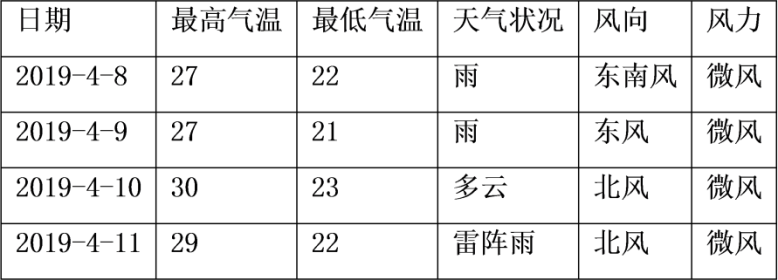 日期 最高气温 最低气温 天气状况 风向 风力
2019-4-8 27 22 雨 东南风 微风
2019-4-9 27 21 雨 东风 微风
2019-4-10 30 23 多云 北风 微风
2019-4-11 29 22 雷阵雨 北风 微风